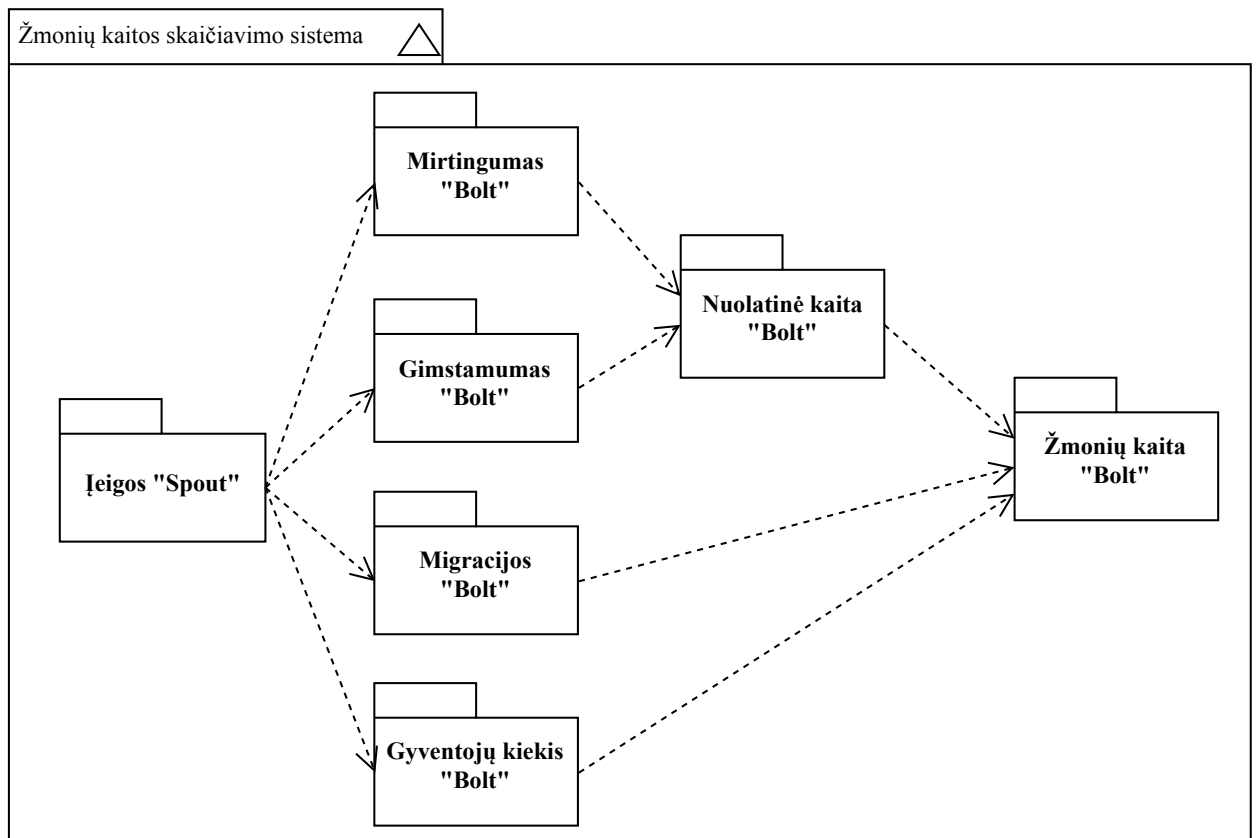 Žmonių kaitos skaičiavimo sistema
Mirtingumas
"Bolt"
Nuolatinė kaita
"Bolt"
Gimstamumas
"Bolt"
Žmonių kaita
"Bolt"
Įeigos "Spout"
Migracijos
"Bolt"
Gyventojų kiekis
"Bolt"